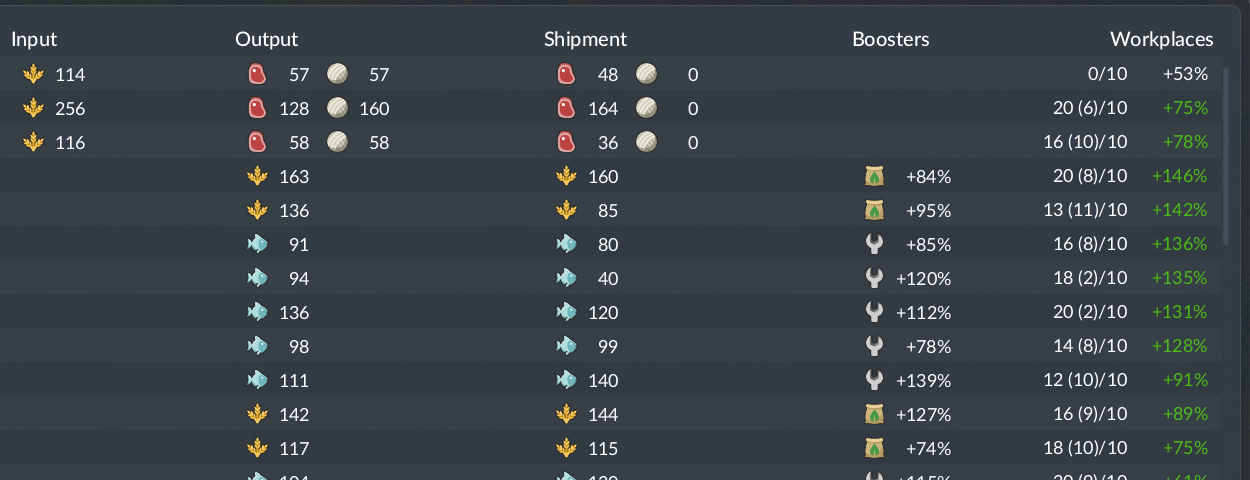 Input Output Shipment Boosters Workplaces
114 57 57 48 0 0/10 +53%
256 128 160 164 0 20 (6)/10 +75%
116 58 58 36 0 16 (10)/10 +78%
163 160 +84% 20 (8)/10 +146%
136 85 +95% 13 (11)/10 +142%
91 80 +85% 16 (8)/10 +136%
94 40 +120% 18 (2)/10 +135%
136 120 +112% 20 (2)/10 +131%
98 99 +78% 14 (8)/10 +128%
111 140 +139% 12 (10)/10 +91%
142 144 +127% 16 (9)/10 +89%
117 115 +74% 18 (10)/10 +75%